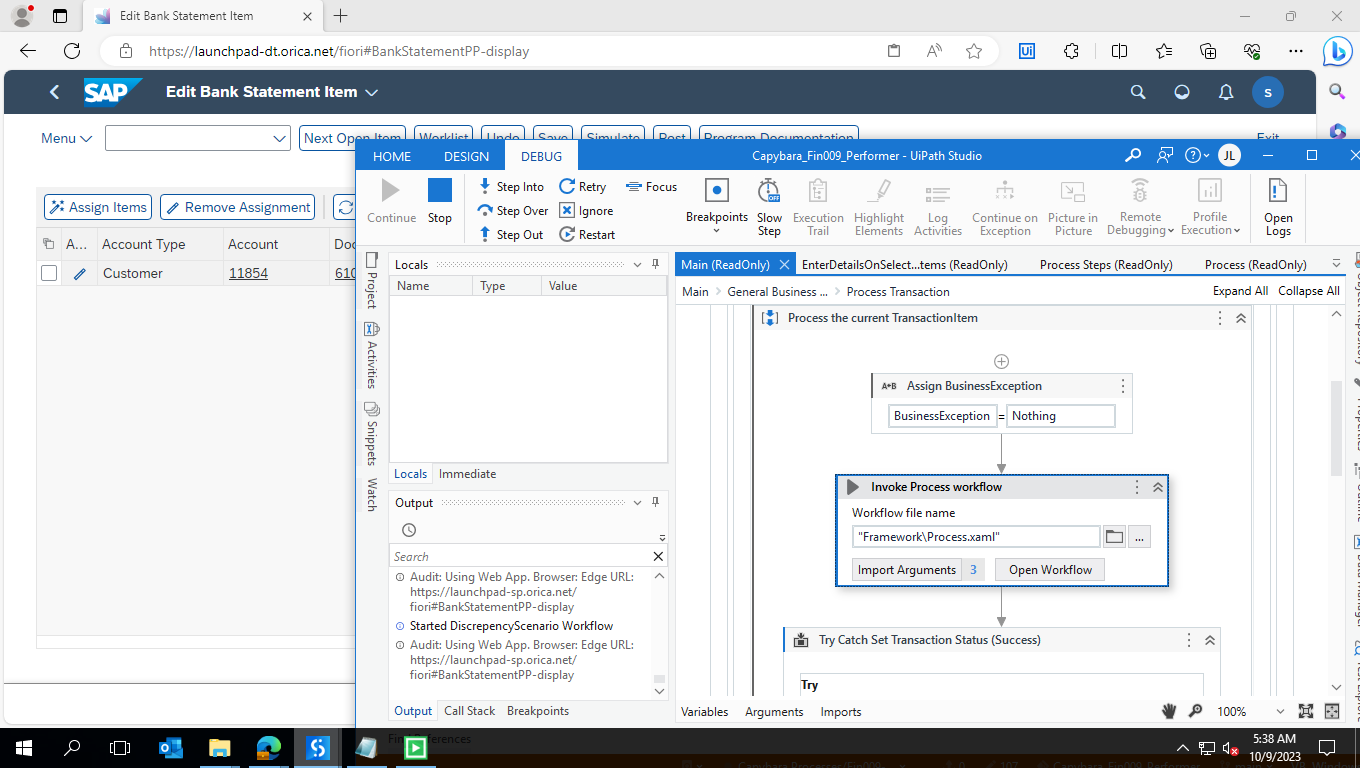 Edit Bank Statement Item
https://launchpad-dt.orica.net/fiori#BankStatementPP-display
SAP
Edit Bank Statement Item
S
Menu
Next Open Item
Worklist
Undo
Save
Simulate
Post
Program Documentation
Exit
Assign Items
Remove Assignment
A...
Account Type
Account
Customer
11854
610
HOME
DESIGN
DEBUG
Capybara_Fin009_Performer - UiPath Studio
JL
Continue
Stop
Step Into
Step Over
Step Out
Retry
Ignore
Restart
Focus
Breakpoints
Slow
Step
Execution
Trail
Highlight
Elements
Log
Activities
Continue on
Exception
Picture in
Picture
Remote
Debugging
Profile
Execution
Open
Logs
Project
Activities
Snippets
Watch
Locals
Name
Type
Value
Locals
Immediate
Output
Search
Audit: Using Web App. Browser: Edge URL:
https://launchpad-sp.orica.net/
fiori#BankStatementPP-display
Started DiscrepencyScenario Workflow
Audit: Using Web App. Browser: Edge URL:
https://launchpad-sp.orica.net/
fiori#BankStatementPP-display
Output
Call Stack
Breakpoints
Main (ReadOnly)
EnterDetailsOnSelect...tems (ReadOnly)
Process Steps (ReadOnly)
Process (ReadOnly)
Main
General Business ...
Process Transaction
Expand All
Collapse All
Process the current TransactionItem
A+B
Assign BusinessException
BusinessException = Nothing
Invoke Process workflow
Workflow file name
"Framework\Process.xaml"
...
Import Arguments 3
Open Workflow
Try Catch Set Transaction Status (Success)
Try
Variables
Arguments
Imports
100%
Find References
5:38 AM
10/9/2023